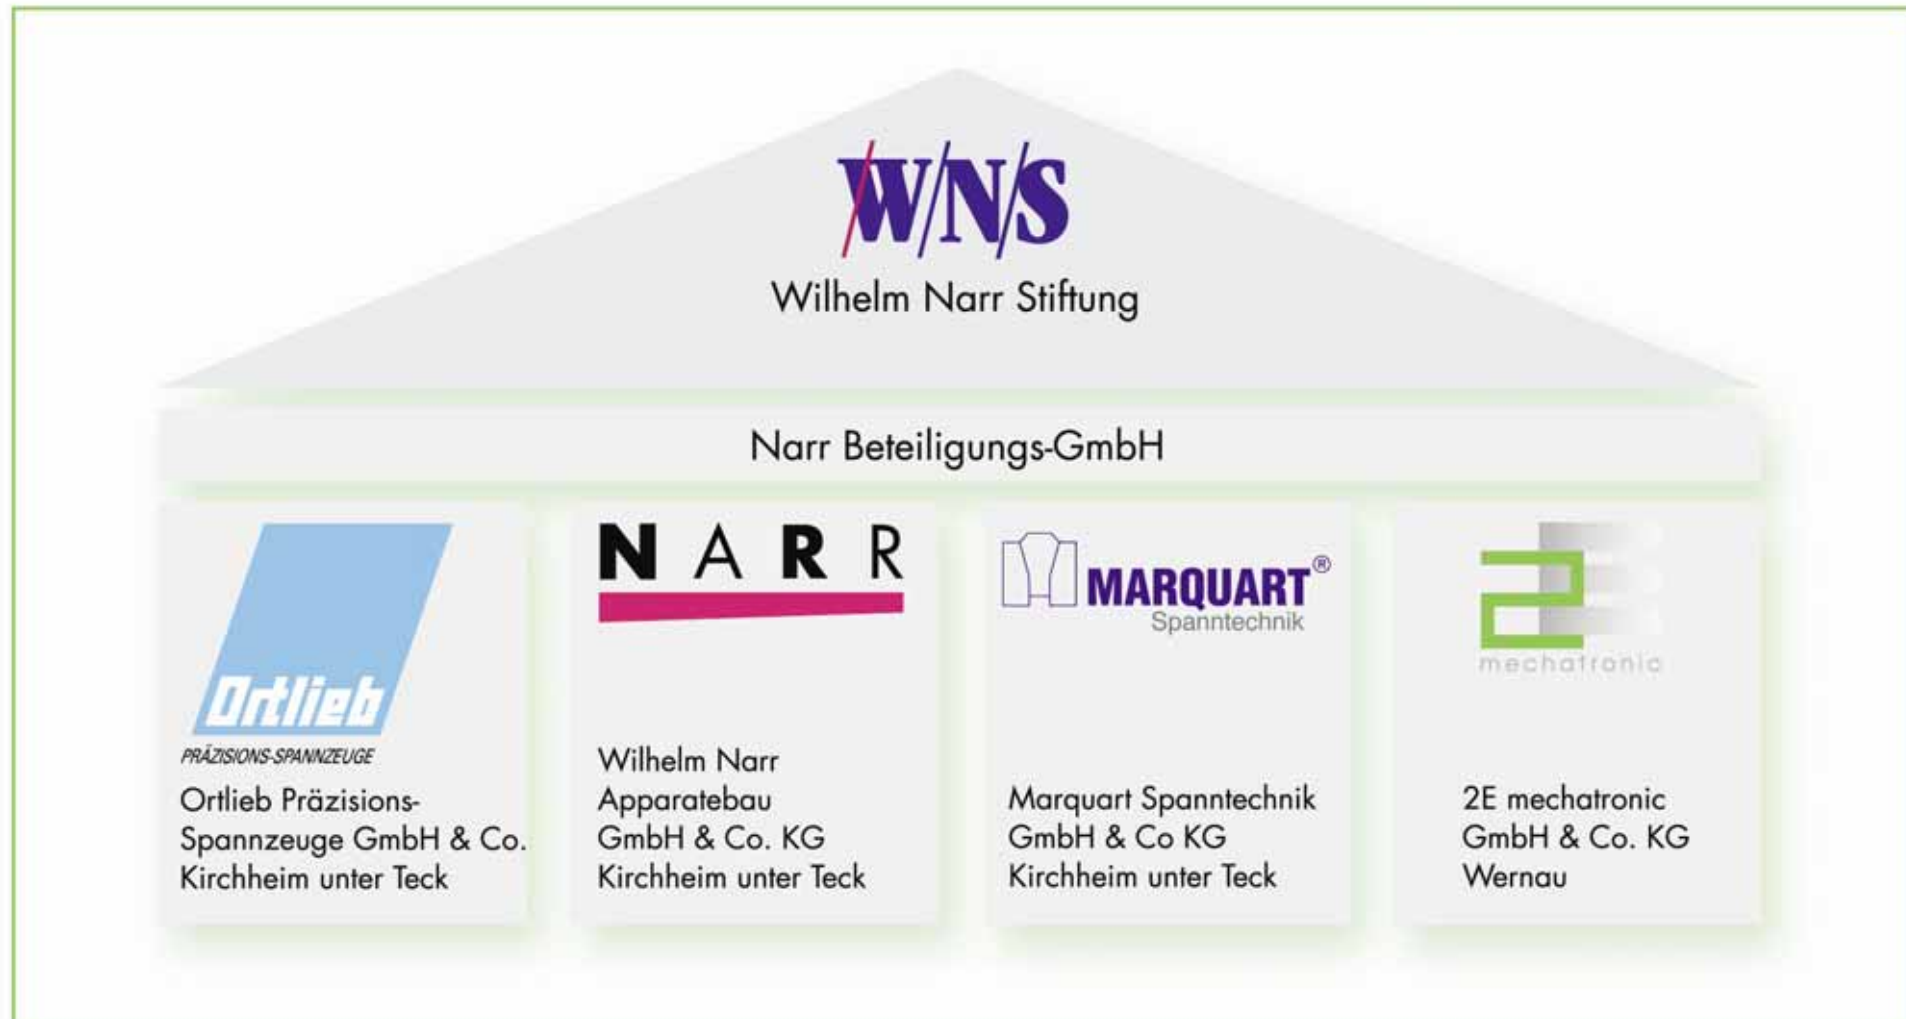 W/N/S
Wilhelm Narr Stiftung
Narr Beteiligungs-GmbH
Ortlieb
PRÄZISIONS-SPANNZEUGE
Ortlieb Präzisions-
Spannzeuge GmbH & Co.
Kirchheim unter Teck
NARR
Wilhelm Narr
Apparatebau
GmbH & Co. KG
Kirchheim unter Teck
MARQUART®
Spanntechnik
Marquart Spanntechnik
GmbH & Co KG
Kirchheim unter Teck
2E
mechatronic
2E mechatronic
GmbH & Co. KG
Wernau